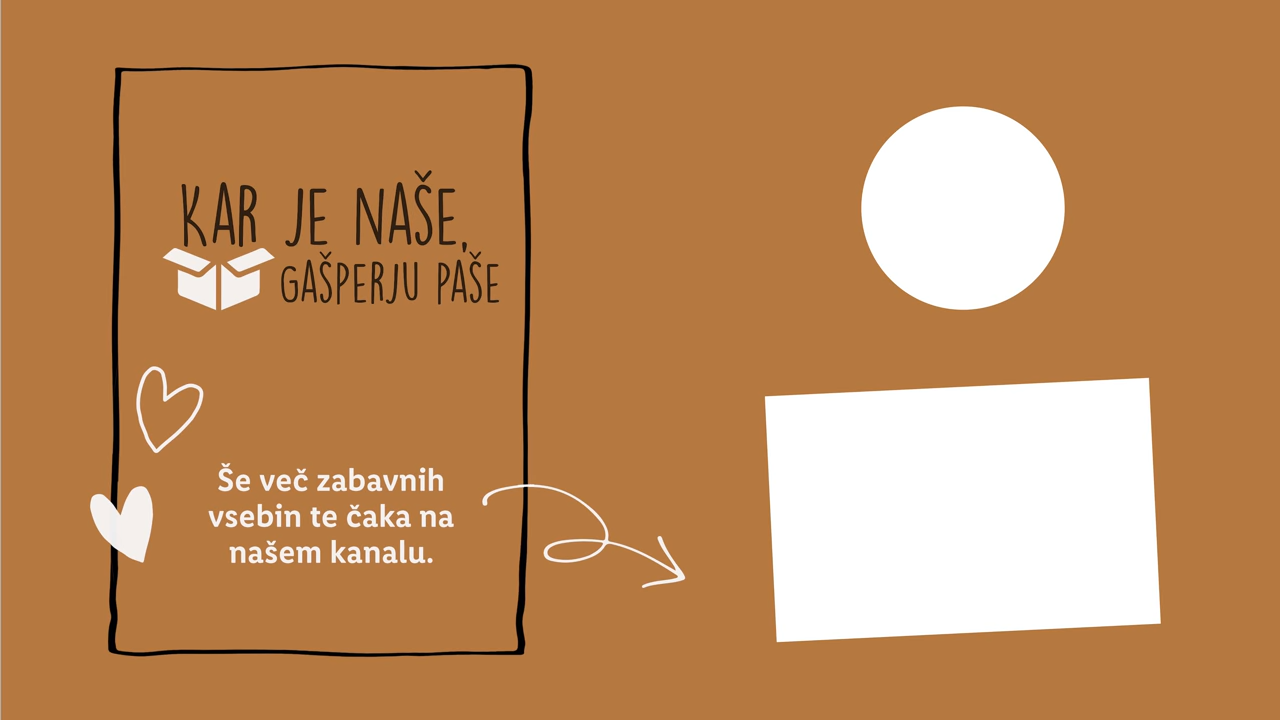 KAR JE NAŠE,
GAŠPERJU PAŠE
Še več zabavnih
vsebin te čaka na
našem kanalu.